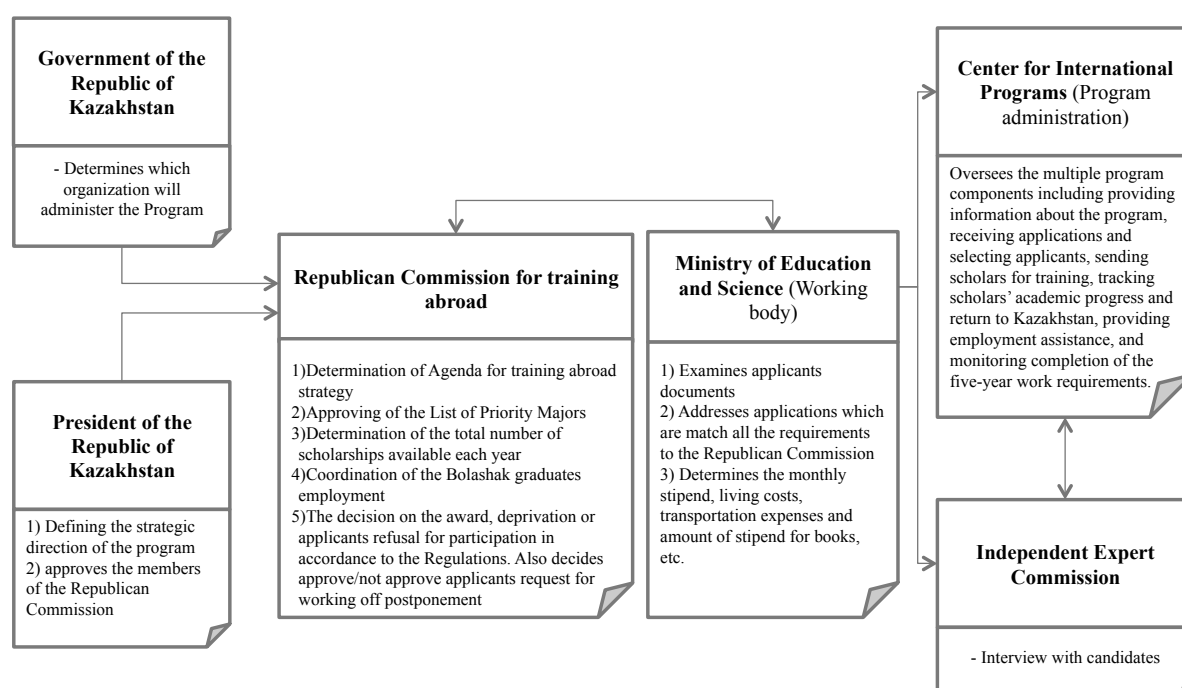 Government of the
Republic of
Kazakhstan
- Determines which
organization will
administer the Program
President of the
Republic of
Kazakhstan
1) Defining the strategic
direction of the program
2) approves the members
of the Republican
Commission
Republican Commission for training
abroad
1)Determination of Agenda for training abroad
strategy
2)Approving of the List of Priority Majors
3)Determination of the total number of
scholarships available each year
4)Coordination of the Bolashak graduates
employment
5)The decision on the award, deprivation or
applicants refusal for participation in
accordance to the Regulations. Also decides
approve/not approve applicants request for
working off postponement
Ministry of Education
and Science (Working
body)
1) Examines applicants
documents
2) Addresses applications which
are match all the requirements
to the Republican Commission
3) Determines the monthly
stipend, living costs,
transportation expenses and
amount of stipend for books,
etc.
Center for International
Programs (Program
administration)
Oversees the multiple program
components including providing
information about the program,
receiving applications and
selecting applicants, sending
scholars for training, tracking
scholars’ academic progress and
return to Kazakhstan, providing
employment assistance, and
monitoring completion of the
five-year work requirements.
Independent Expert
Commission
- Interview with candidates